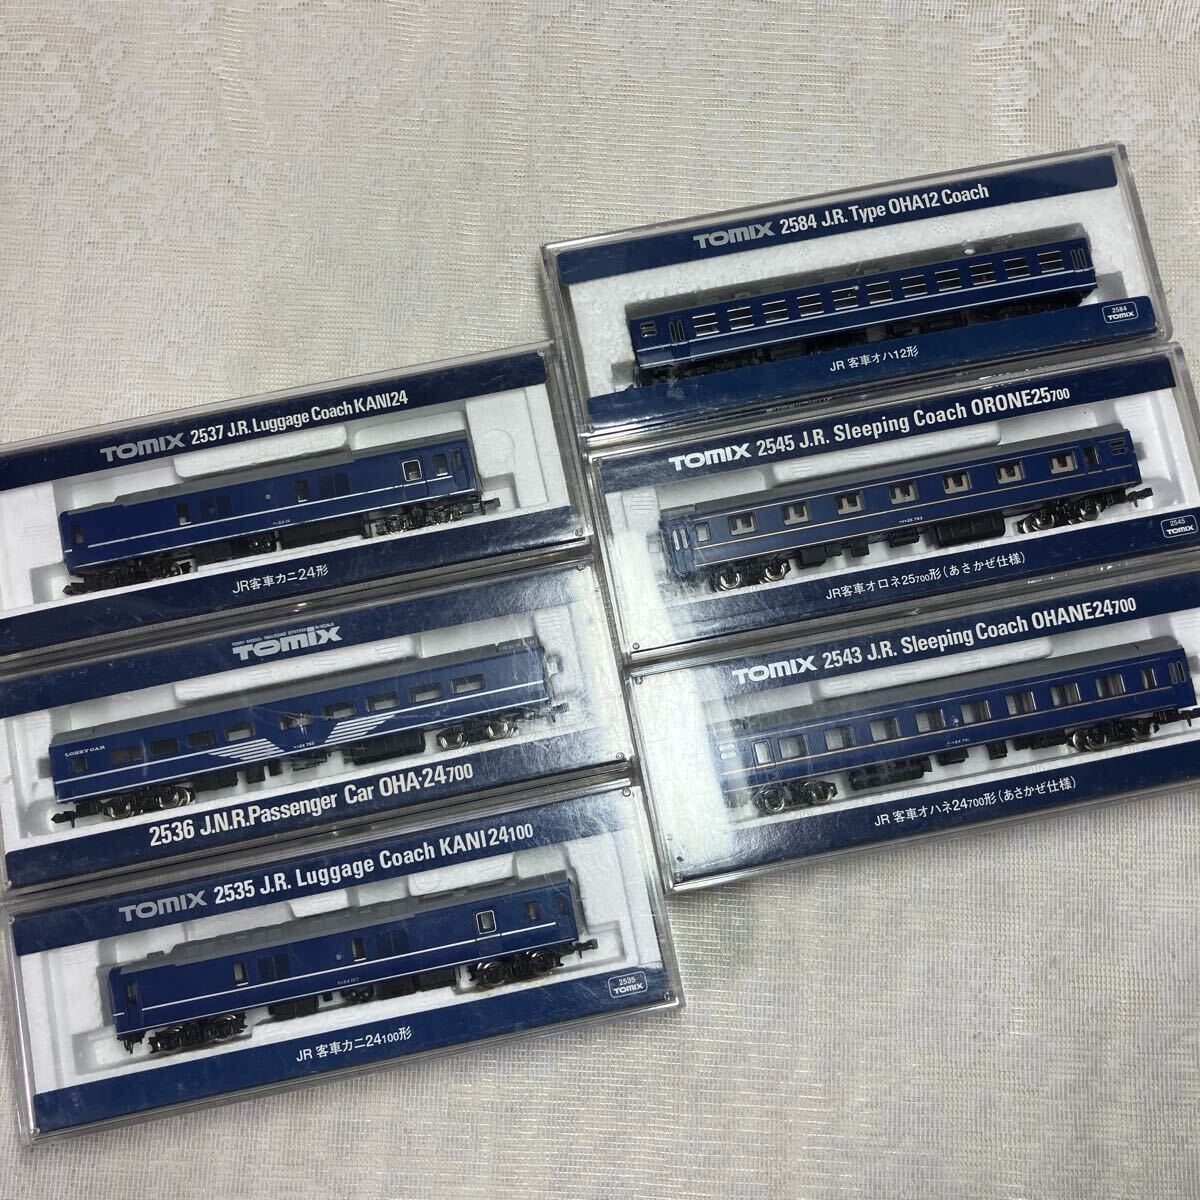 TOMIX 2584 J.R. Type OHA12 Coach
2584
TOMIX
JR 客車オハ12形
TOMIX 2537 J.R. Luggage Coach KANI24
JR客車カニ24形
TOMIX 2545 J.R. Sleeping Coach ORONE25700
2545
TOMIX
JR客車オロネ25700形(あさかぜ仕様)
TOMY MODEL RAILROAD SYSTEM N-SCALE
TOMIX
LOBBY CAR
2536 J.N.R.Passenger Car OHA·24700
TOMIX 2543 J.R. Sleeping Coach OHANE24700
JR 客車オハネ24700形(あさかぜ仕様)
TOMIX 2535 J.R. Luggage Coach KANI24100
2535
TOMIX
JR 客車カニ24100形